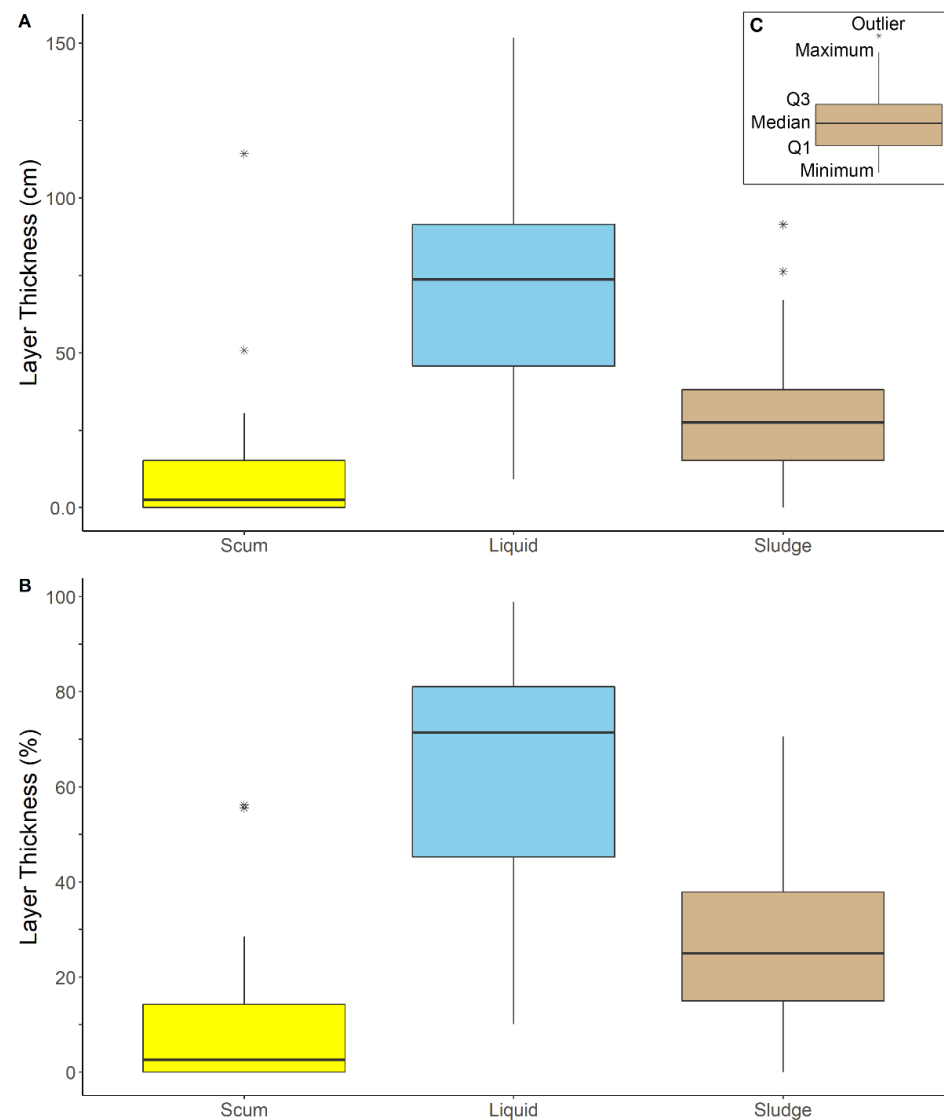 A
Layer Thickness (cm)
150
100
50
0.0
Scum
Liquid
Sludge
C
Outlier
Maximum
Q3
Median
Q1
Minimum
B
Layer Thickness (%)
100
80
60
40
20
0
Scum
Liquid
Sludge